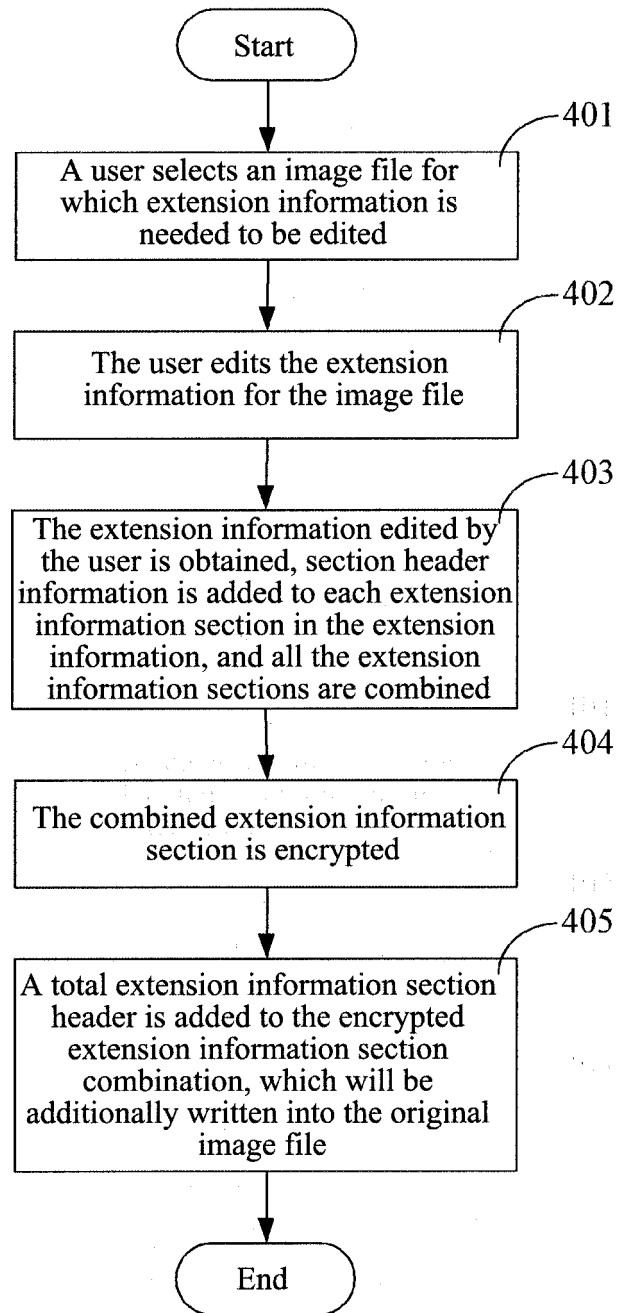 Start
401
A user selects an image file for
which extension information is
needed to be edited
402
The user edits the extension
information for the image file
403
The extension information edited by
the user is obtained, section header
information is added to each extension
information section in the extension
information, and all the extension
information sections are combined
404
The combined extension information
section is encrypted
405
A total extension information section
header is added to the encrypted
extension information section
combination, which will be
additionally written into the original
image file
End